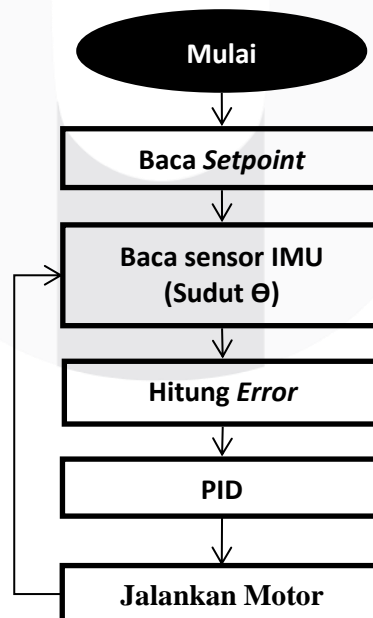 Mulai
Baca Setpoint
Baca sensor IMU
(Sudut Ɵ)
Hitung Error
PID
Jalankan Motor